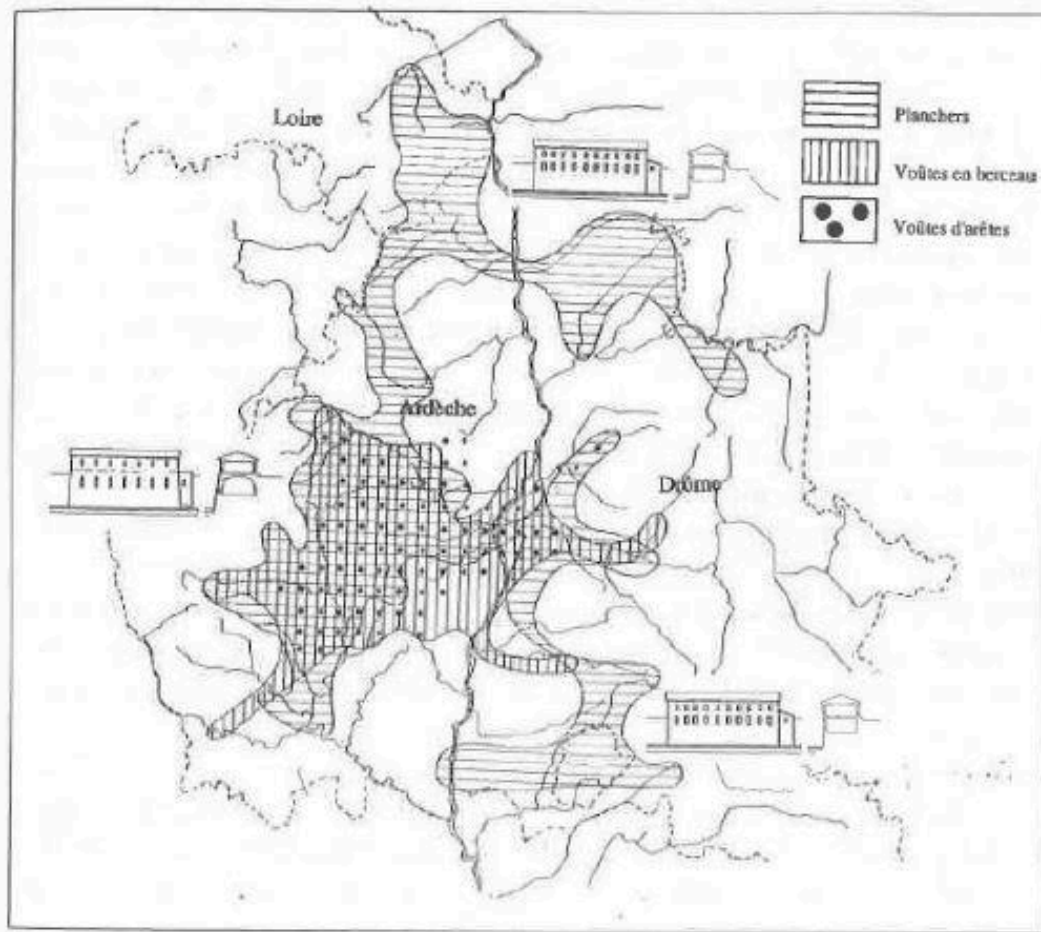 Loire
Planchers
Voûtes en berceau
Voûtes d'arêtes
Ardèche
Drôme